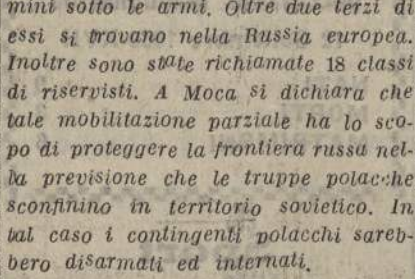 mini sotto le armi. Oltre due terzi di
essi si trovano nella Russia europea.
Inoltre sono state richiamate 18 classi
di riservisti. A Moca si dichiara che
tale mobilitazione parziale ha lo sco-
po di proteggere la frontiera russa nel-
la previsione che le truppe polacche
sconfinino in territorio sovietico. In
tal caso i contingenti polacchi sareb-
bero disarmati ed internati.